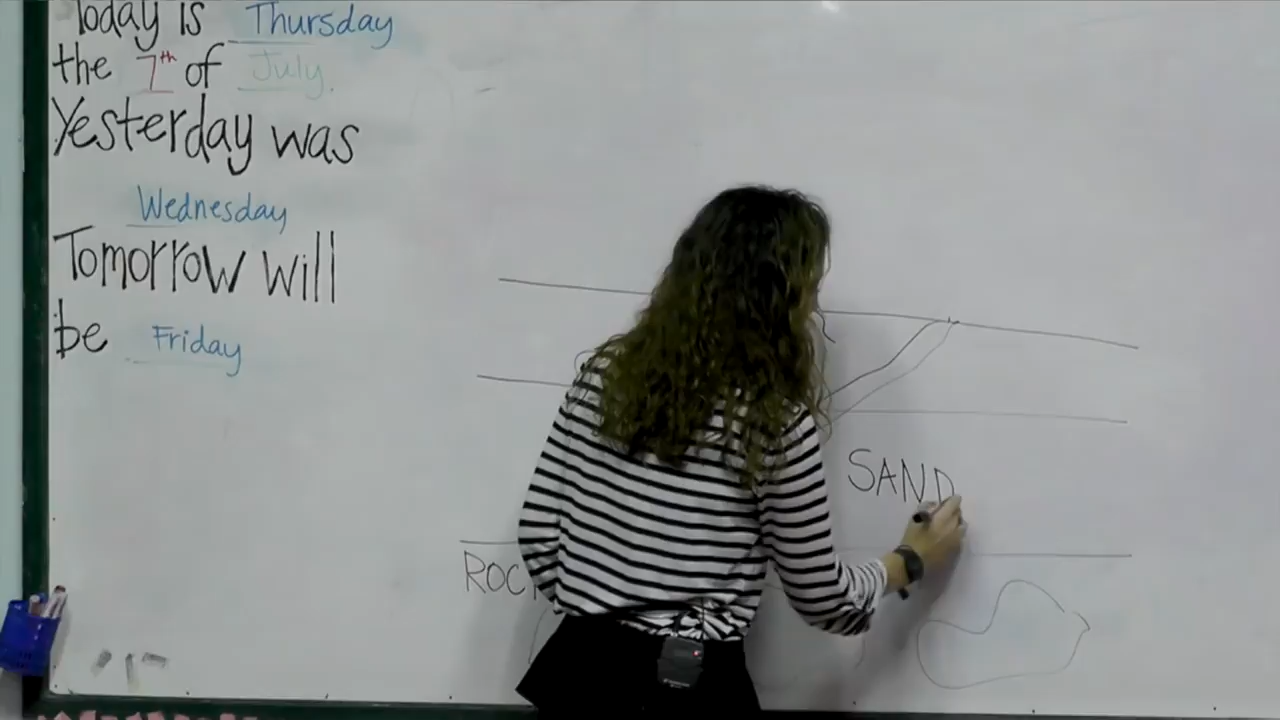 Today is Thursday
the 7th of July.
Yesterday was
Wednesday
Tomorrow will
be Friday
SAND